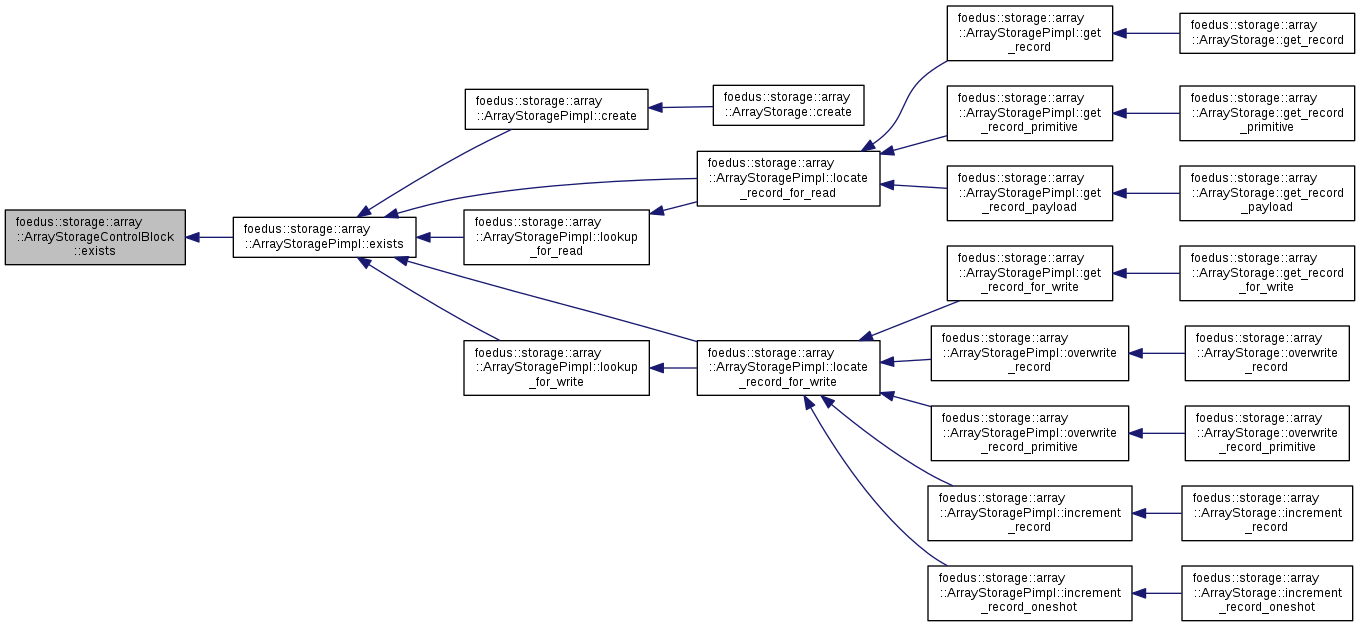 foedus::storage::array
::ArrayStorageControlBlock
::exists
foedus::storage::array
::ArrayStoragePimpl::exists
foedus::storage::array
::ArrayStoragePimpl::create
foedus::storage::array
::ArrayStorage::create
foedus::storage::array
::ArrayStoragePimpl::locate
_record_for_read
foedus::storage::array
::ArrayStoragePimpl::lookup
_for_read
foedus::storage::array
::ArrayStoragePimpl::lookup
_for_write
foedus::storage::array
::ArrayStoragePimpl::locate
_record_for_write
foedus::storage::array
::ArrayStoragePimpl::get
_record
foedus::storage::array
::ArrayStorage::get_record
foedus::storage::array
::ArrayStoragePimpl::get
_record_primitive
foedus::storage::array
::ArrayStorage::get_record
_primitive
foedus::storage::array
::ArrayStoragePimpl::get
_record_payload
foedus::storage::array
::ArrayStorage::get_record
_payload
foedus::storage::array
::ArrayStoragePimpl::get
_record_for_write
foedus::storage::array
::ArrayStorage::get_record
_for_write
foedus::storage::array
::ArrayStoragePimpl::overwrite
_record
foedus::storage::array
::ArrayStorage::overwrite
_record
foedus::storage::array
::ArrayStoragePimpl::overwrite
_record_primitive
foedus::storage::array
::ArrayStorage::overwrite
_record_primitive
foedus::storage::array
::ArrayStoragePimpl::increment
_record
foedus::storage::array
::ArrayStorage::increment
_record
foedus::storage::array
::ArrayStoragePimpl::increment
_record_oneshot
foedus::storage::array
::ArrayStorage::increment
_record_oneshot